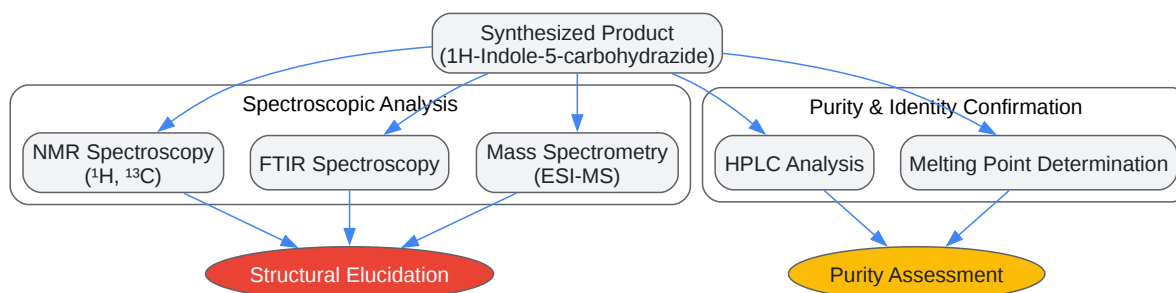 Synthesized Product
(1H-Indole-5-carbohydrazide)
Spectroscopic Analysis
Purity & Identity Confirmation
NMR Spectroscopy
(¹H, ¹³C)
FTIR Spectroscopy
Mass Spectrometry
(ESI-MS)
HPLC Analysis
Melting Point Determination
Structural Elucidation
Purity Assessment